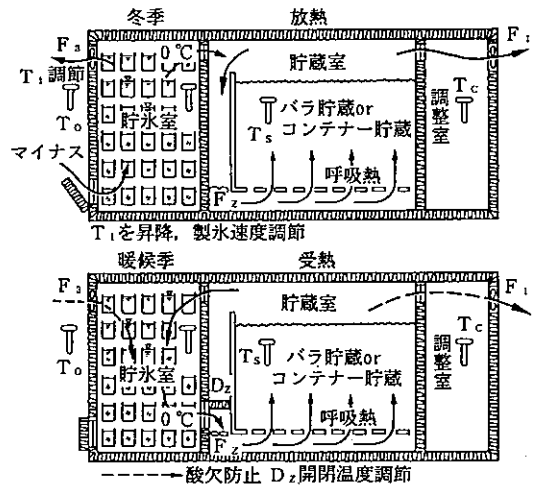 冬季 放熱
F₃ 0℃ F₁
T₁調節 貯蔵室
貯氷室 バラ貯蔵or 調整室 Tc
T₀ Ts コンテナー貯蔵
マイナス 呼吸熱
F₂
T₁を昇降，製氷速度調節
暖候季 受熱
F₃ 貯蔵室 F₁
T₀ Ts バラ貯蔵or 調整室 Tc
貯氷室 コンテナー貯蔵
D₂
0℃ 呼吸熱
F₂
酸欠防止 D₂開閉温度調節